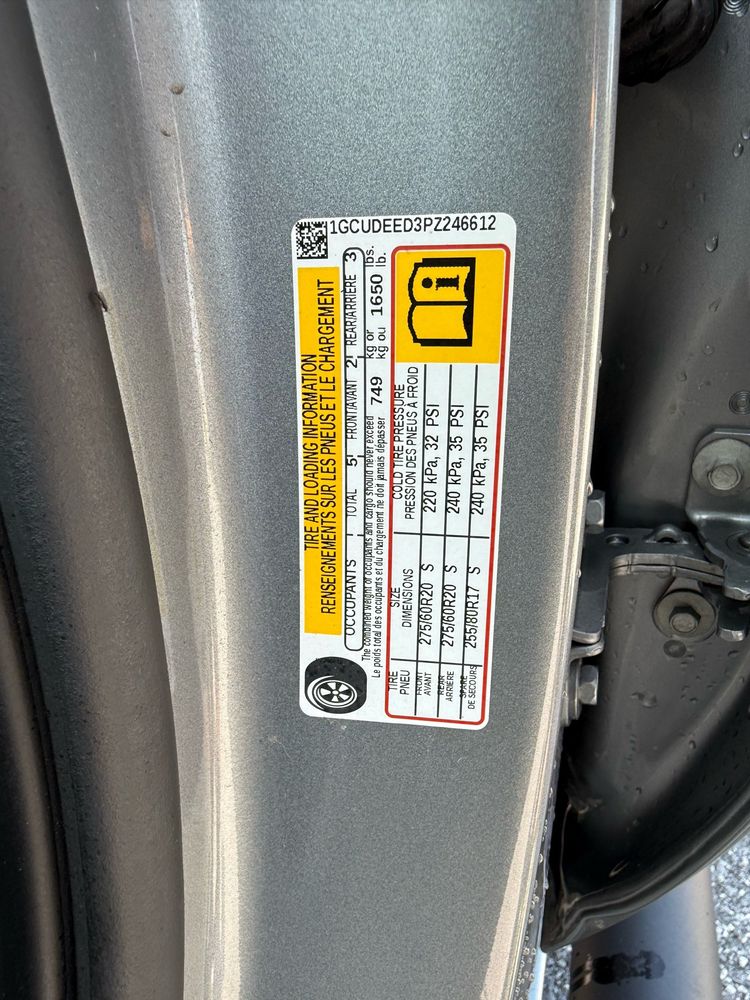 1GCUDEED3PZ246612
TIRE AND LOADING INFORMATION
RENSEIGNEMENTS SUR LES PNEUS ET LE CHARGEMENT
OCCUPANTS TOTAL 5 FRONT/AVANT 2 REAR/ARRIÈRE 3
The combined weight of occupants and cargo should never exceed 749 kg or 1650 lbs.
Le poids total des occupants et du chargement ne doit jamais dépasser kg ou lb.
TIRE SIZE COLD TIRE PRESSURE
PNEU DIMENSIONS PRESSION DES PNEUS À FROID
FRONT
AVANT 275/60R20 S 220 kPa, 32 PSI
REAR
ARRIÈRE 275/60R20 S 240 kPa, 35 PSI
SPARE
DE SECOURS 255/80R17 S 240 kPa, 35 PSI